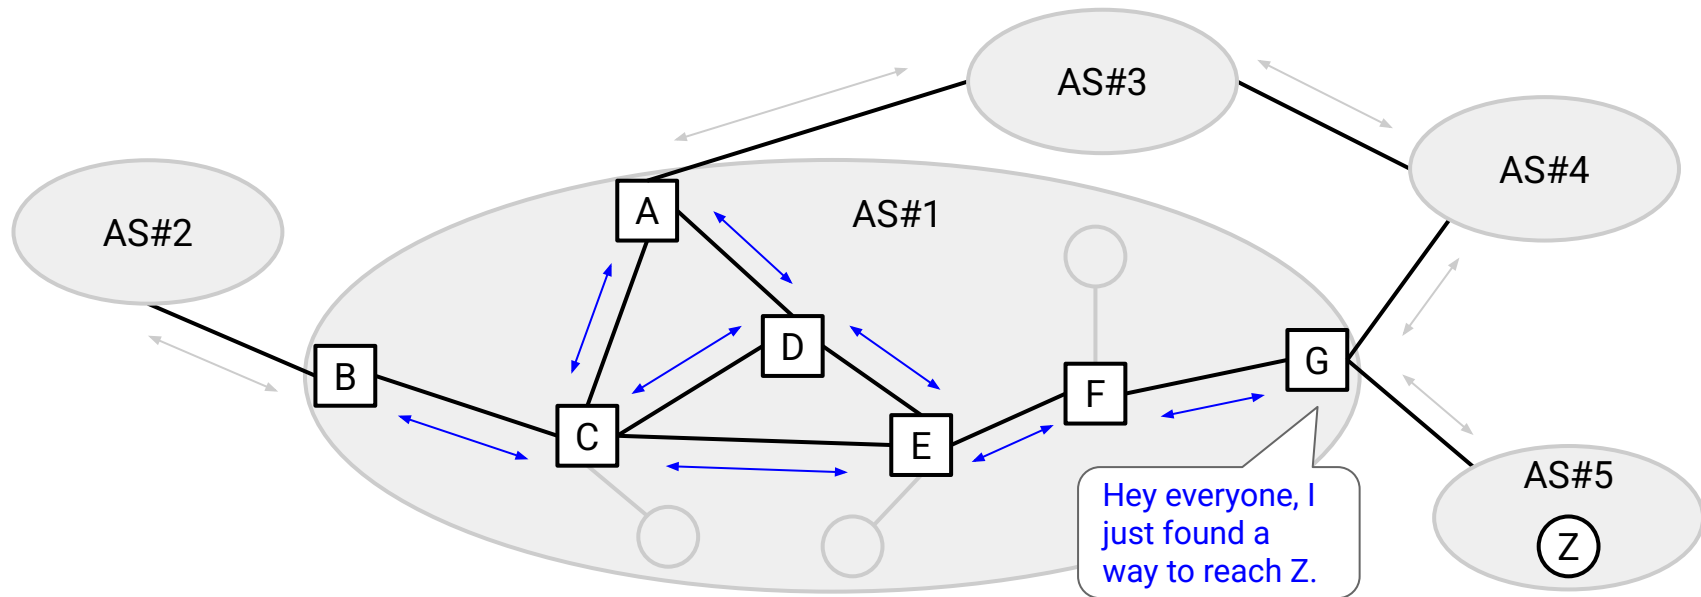 AS#3
AS#4
AS#2
A
AS#1
D
B
G
F
C
E
AS#5
Hey everyone, I
just found a
way to reach Z.
Z